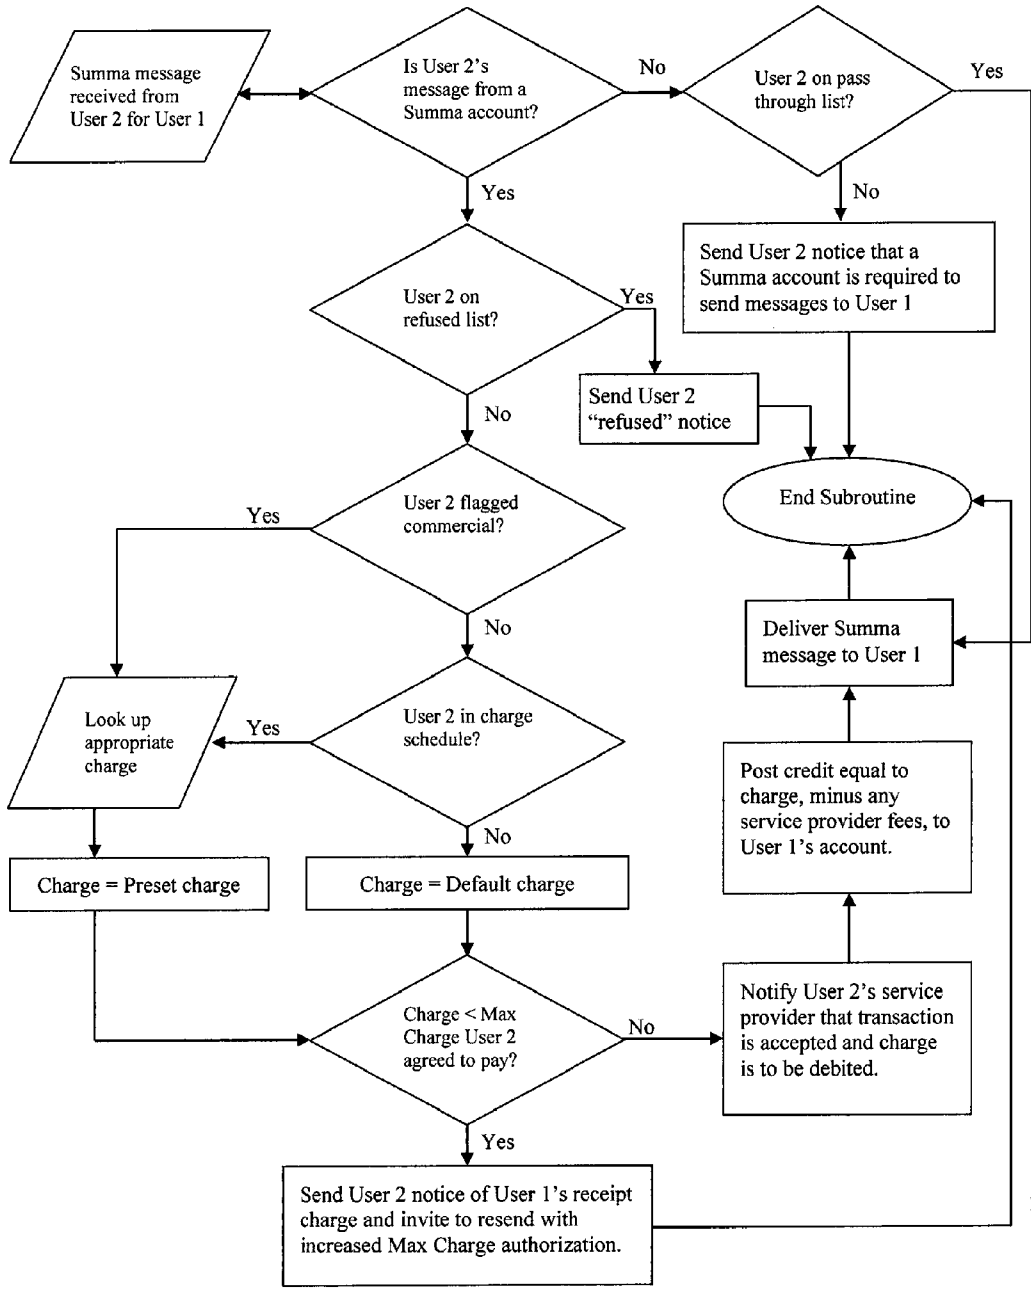 Summa message
received from
User 2 for User 1
Is User 2's
message from a
Summa account?
No
User 2 on pass
through list?
Yes
Yes
No
Send User 2 notice that a
Summa account is required to
send messages to User 1
User 2 on
refused list?
Yes
Send User 2
“refused” notice
No
End Subroutine
User 2 flagged
commercial?
Yes
No
Deliver Summa
message to User 1
Look up
appropriate
charge
Yes
User 2 in charge
schedule?
Post credit equal to
charge, minus any
service provider fees, to
User 1's account.
No
Charge = Preset charge
Charge = Default charge
Charge < Max
Charge User 2
agreed to pay?
No
Notify User 2's service
provider that transaction
is accepted and charge
is to be debited.
Yes
Send User 2 notice of User 1's receipt
charge and invite to resend with
increased Max Charge authorization.